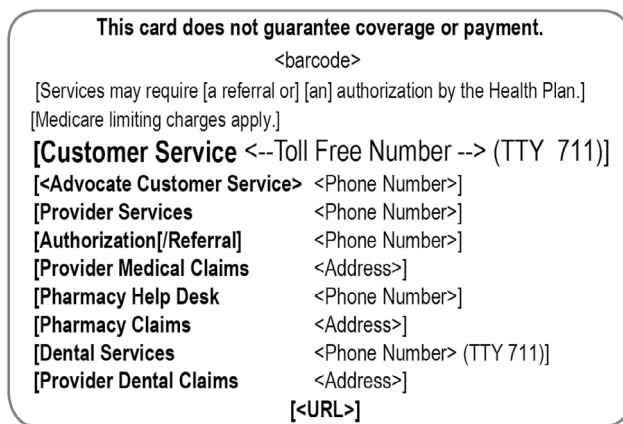 This card does not guarantee coverage or payment.
<barcode>
[Services may require [a referral or] [an] authorization by the Health Plan.]
[Medicare limiting charges apply.]
[Customer Service <--Toll Free Number --> (TTY 711)]
[<Advocate Customer Service> <Phone Number>]
[Provider Services <Phone Number>]
[Authorization[/Referral] <Phone Number>]
[Provider Medical Claims <Address>]
[Pharmacy Help Desk <Phone Number>]
[Pharmacy Claims <Address>]
[Dental Services <Phone Number> (TTY 711)]
[Provider Dental Claims <Address>]
[<URL>]